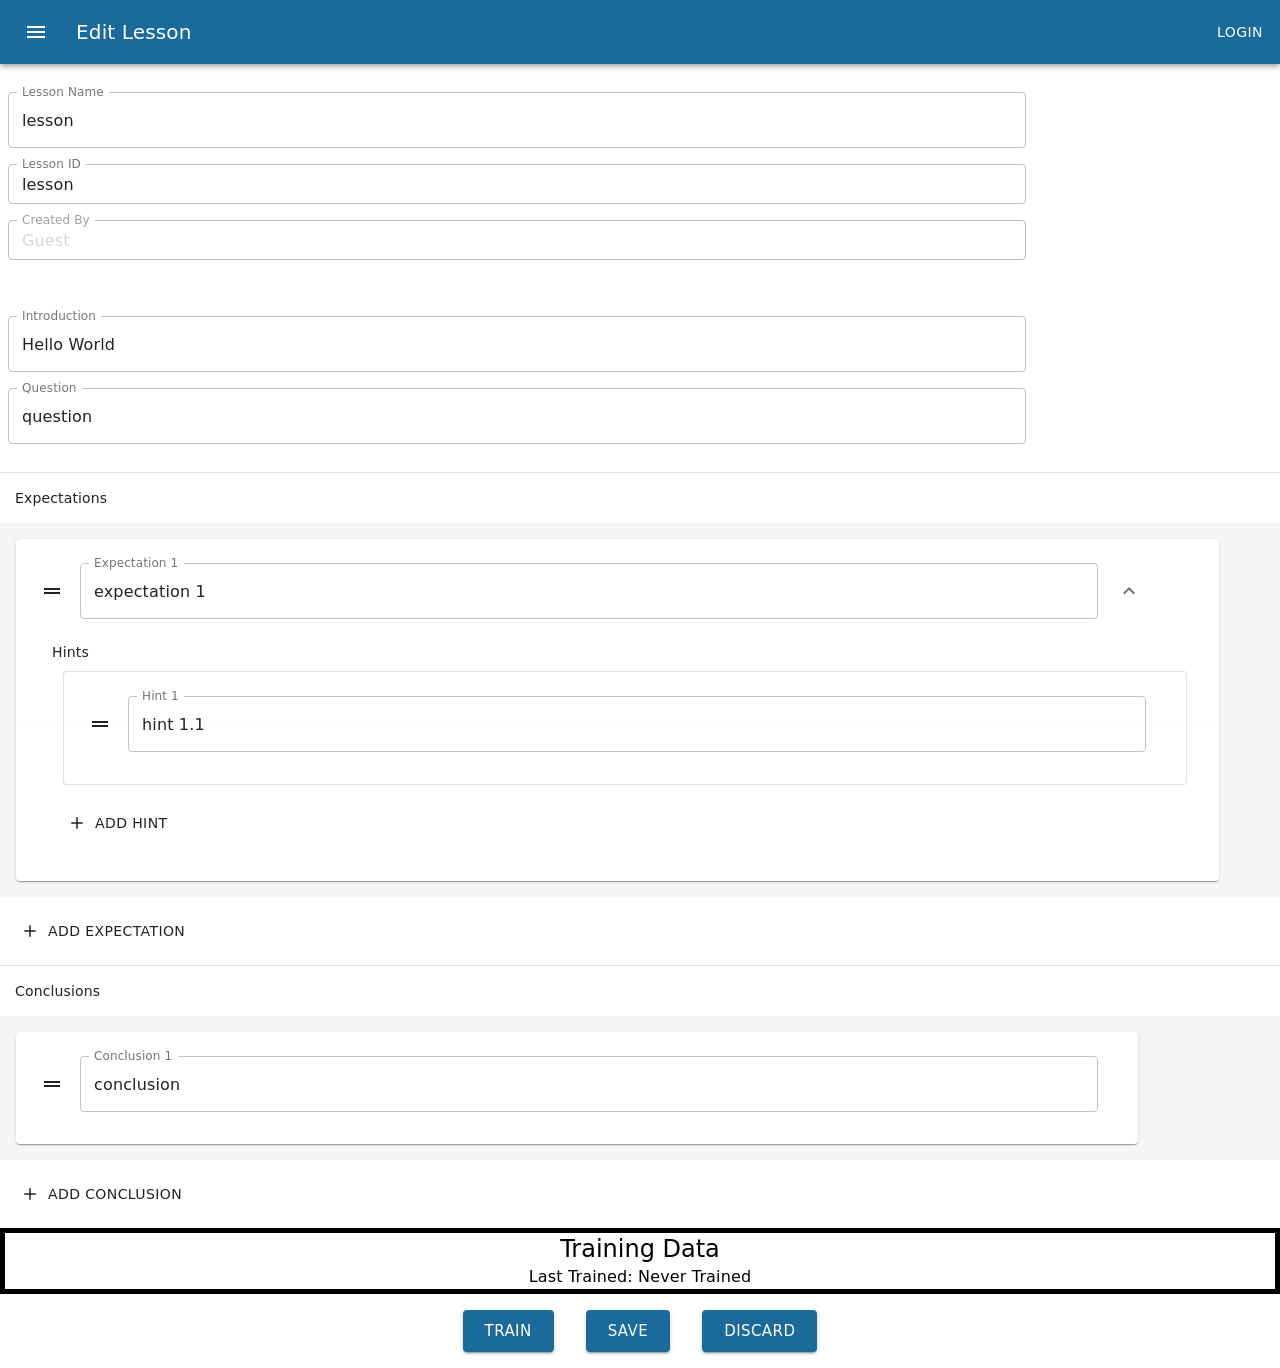 Edit Lesson
LOGIN
Lesson Name
lesson
Lesson ID
lesson
Created By
Guest
Introduction
Hello World
Question
question
Expectations
Expectation 1
expectation 1
Hints
Hint 1
hint 1.1
ADD HINT
ADD EXPECTATION
Conclusions
Conclusion 1
conclusion
ADD CONCLUSION
Training Data
Last Trained: Never Trained
TRAIN
SAVE
DISCARD